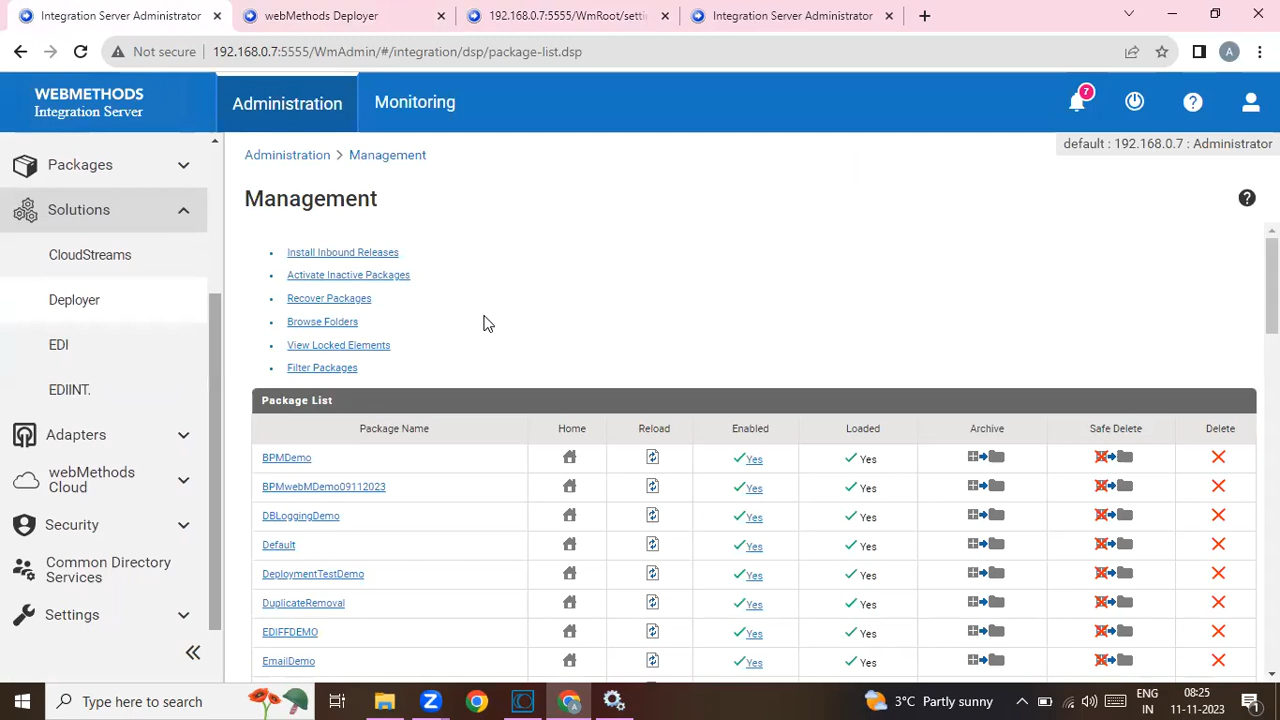 Integration Server Administrator
webMethods Deployer
192.168.0.7:5555/WmRoot/setti
Integration Server Administrator
Not secure
192.168.0.7:5555/WmAdmin/#/integration/dsp/package-list.dsp
A
WEBMETHODS
Integration Server
Administration
Monitoring
7
default : 192.168.0.7 : Administrator
Packages
Solutions
CloudStreams
Deployer
EDI
EDIINT.
Adapters
webMethods
Cloud
Security
Common Directory
Services
Settings
Administration > Management
Management
Install Inbound Releases
Activate Inactive Packages
Recover Packages
Browse Folders
View Locked Elements
Filter Packages
Package List
Package Name Home Reload Enabled Loaded Archive Safe Delete Delete
BPMDemo Yes Yes
BPMwebMDemo09112023 Yes Yes
DBLoggingDemo Yes Yes
Default Yes Yes
DeploymentTestDemo Yes Yes
DuplicateRemoval Yes Yes
EDIFFDEMO Yes Yes
EmailDemo Yes Yes
Type here to search
3°C Partly sunny
ENG
IN
08:25
11-11-2023
1